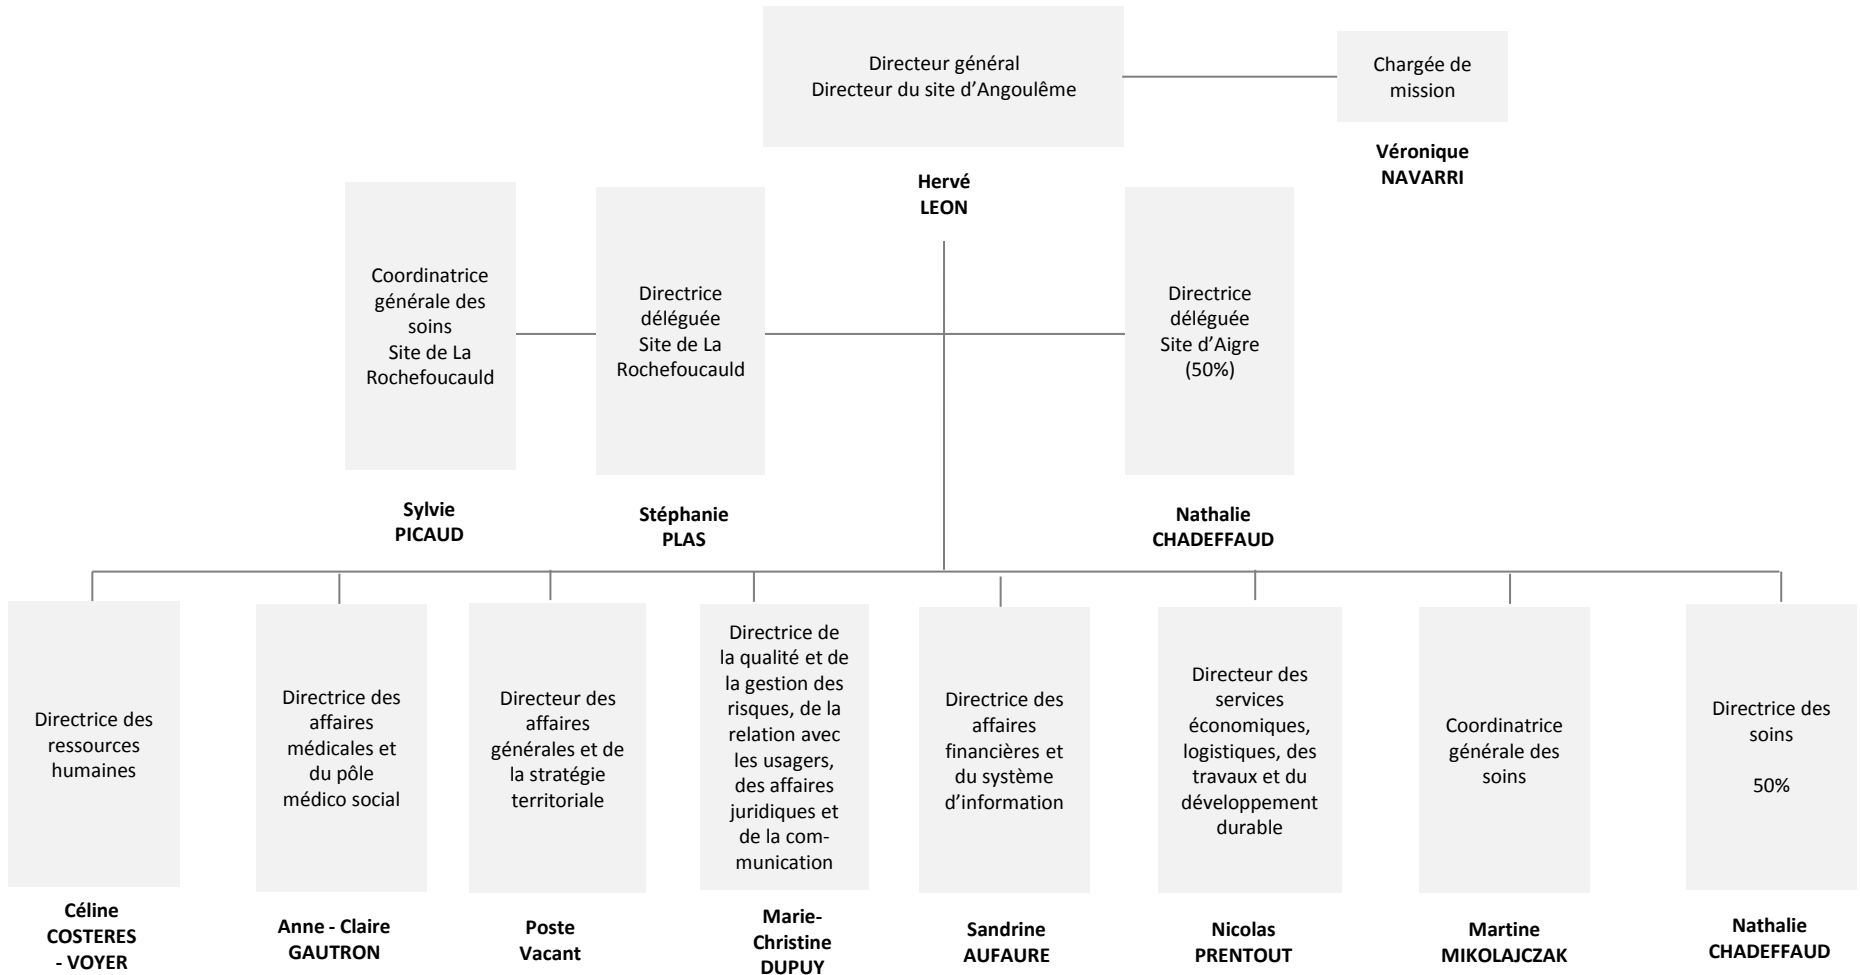 Directeur général
Directeur du site d’Angoulême
Hervé
LEON
Chargée de
mission
Véronique
NAVARRI
Coordinatrice
générale des
soins
Site de La
Rochefoucauld
Sylvie
PICAUD
Directrice
déléguée
Site de La
Rochefoucauld
Stéphanie
PLAS
Directrice
déléguée
Site d’Aigre
(50%)
Nathalie
CHADEFFAUD
Directrice des
ressources
humaines
Céline
COSTERES
- VOYER
Directrice des
affaires
médicales et
du pôle
médico social
Anne - Claire
GAUTRON
Directeur des
affaires
générales et de
la stratégie
territoriale
Poste
Vacant
Directrice de
la qualité et de
la gestion des
risques, de la
relation avec
les usagers,
des affaires
juridiques et
de la com-
munication
Marie-
Christine
DUPUY
Directrice des
affaires
financières et
du système
d’information
Sandrine
AUFAURE
Directeur des
services
économiques,
logistiques, des
travaux et du
développement
durable
Nicolas
PRENTOUT
Coordinatrice
générale des
soins
Martine
MIKOLAJCZAK
Directrice des
soins
50%
Nathalie
CHADEFFAUD